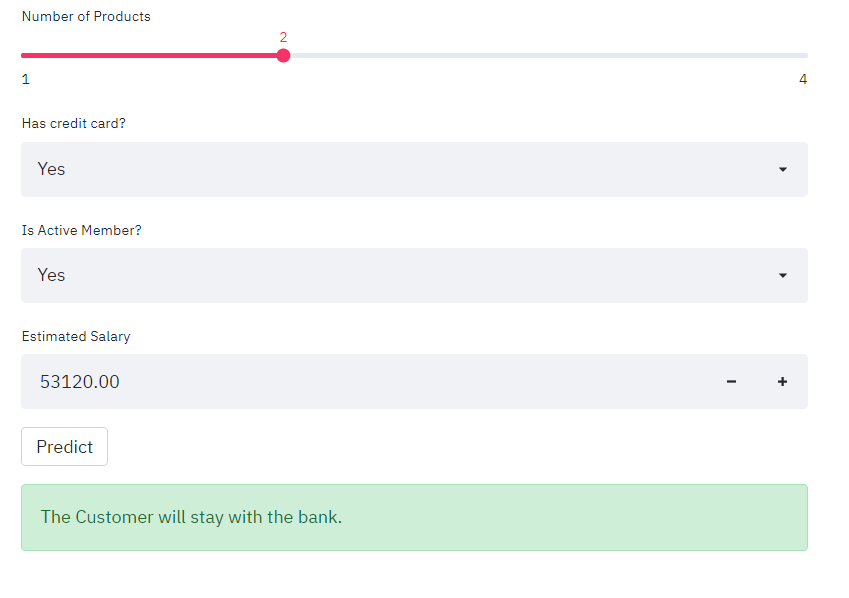 Number of Products
2
1
4
Has credit card?
Yes
Is Active Member?
Yes
Estimated Salary
53120.00
Predict
The Customer will stay with the bank.